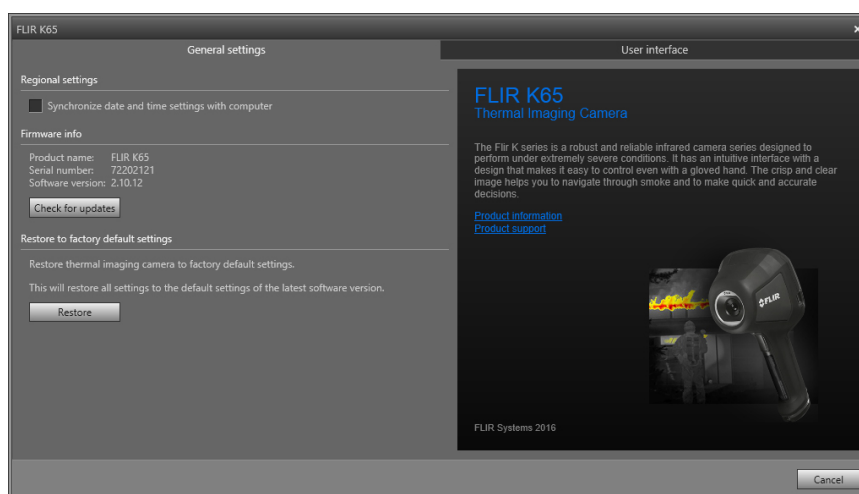 FLIR K65
General settings
User interface
Regional settings
Synchronize date and time settings with computer
Firmware info
Product name: FLIR K65
Serial number: 72202121
Software version: 2.10.12
Check for updates
Restore to factory default settings
Restore thermal imaging camera to factory default settings.
This will restore all settings to the default settings of the latest software version.
Restore
FLIR K65
Thermal Imaging Camera
The Flir K series is a robust and reliable infrared camera series designed to
perform under extremely severe conditions. It has an intuitive interface with a
design that makes it easy to control even with a gloved hand. The crisp and clear
image helps you to navigate through smoke and to make quick and accurate
decisions.
Product information
Product support
FLIR
FLIR Systems 2016
Cancel